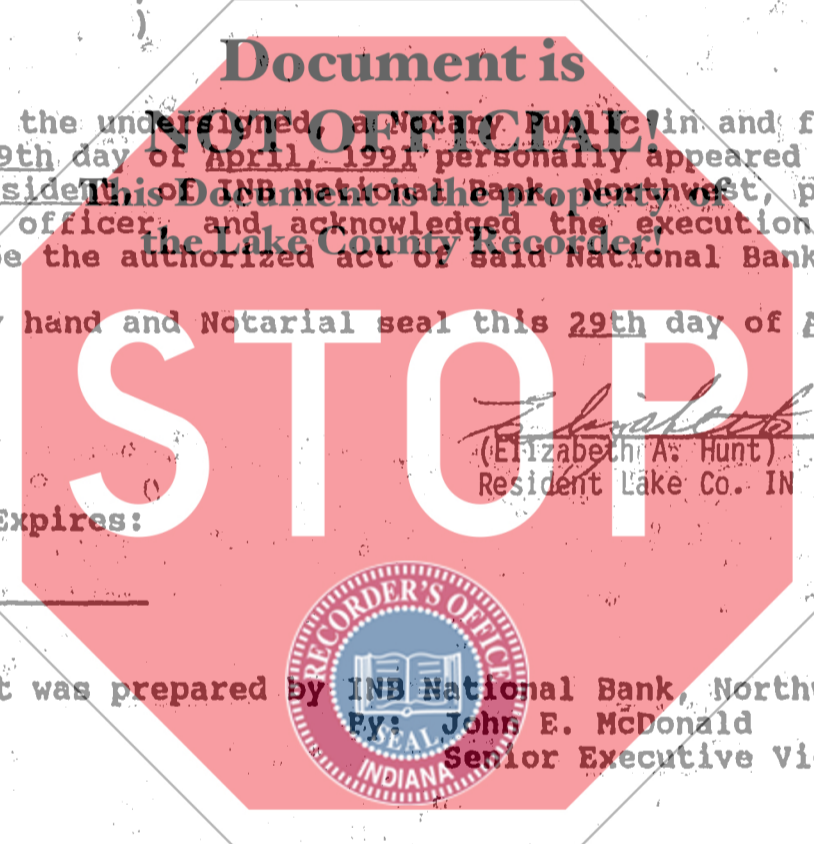 Document is
NOT OFFICIAL!
the undersigned, a Notary Public in and f
9th day of April, 1991 personally appeared
This Document is the property of
sident, of INB National Bank, Northwest, p
officer, and acknowledged the execution
the Lake County Recorder!
e the authorized act of said National Bank
hand and Notarial seal this 29th day of A
STOP
(Elizabeth A. Hunt)
Resident Lake Co. IN
Expires:
RECORDER'S OFFICE
t was prepared by INB National Bank, Northw
By: John E. McDonald
SEAL
Senior Executive Vi
INDIANA